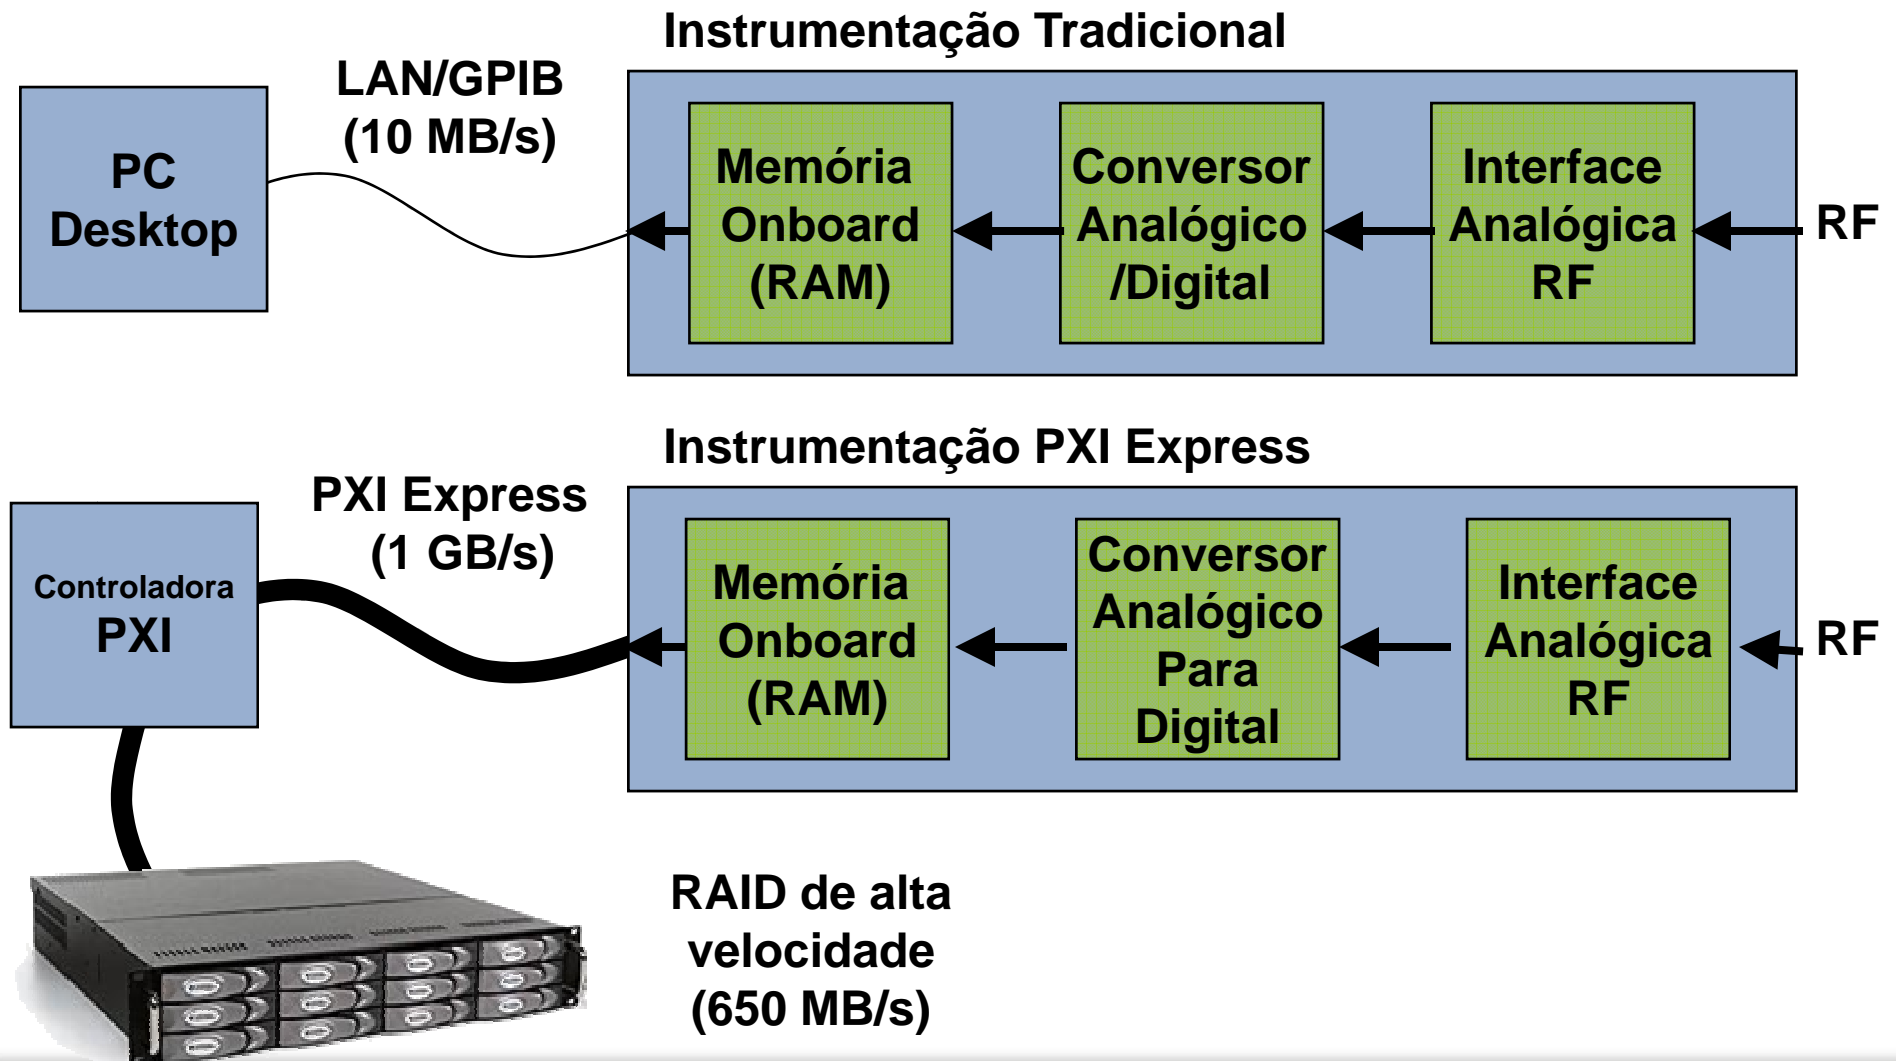 Instrumentação Tradicional
LAN/GPIB
(10 MB/s)
PC
Desktop
Memória
Onboard
(RAM)
Conversor
Analógico
/Digital
Interface
Analógica
RF
RF
Instrumentação PXI Express
PXI Express
(1 GB/s)
Controladora
PXI
Memória
Onboard
(RAM)
Conversor
Analógico
Para
Digital
Interface
Analógica
RF
RF
RAID de alta
velocidade
(650 MB/s)